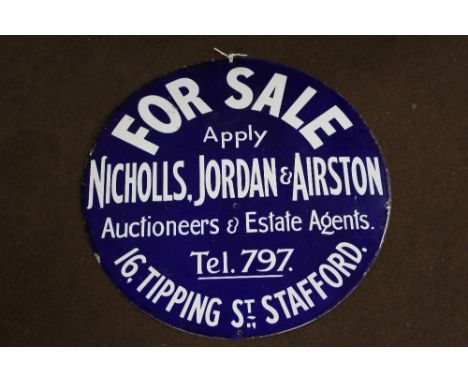 FOR SALE
Apply
NICHOLLS, JORDAN & AIRSTON
Auctioneers & Estate Agents.
Tel. 797.
16, TIPPING ST STAFFORD.